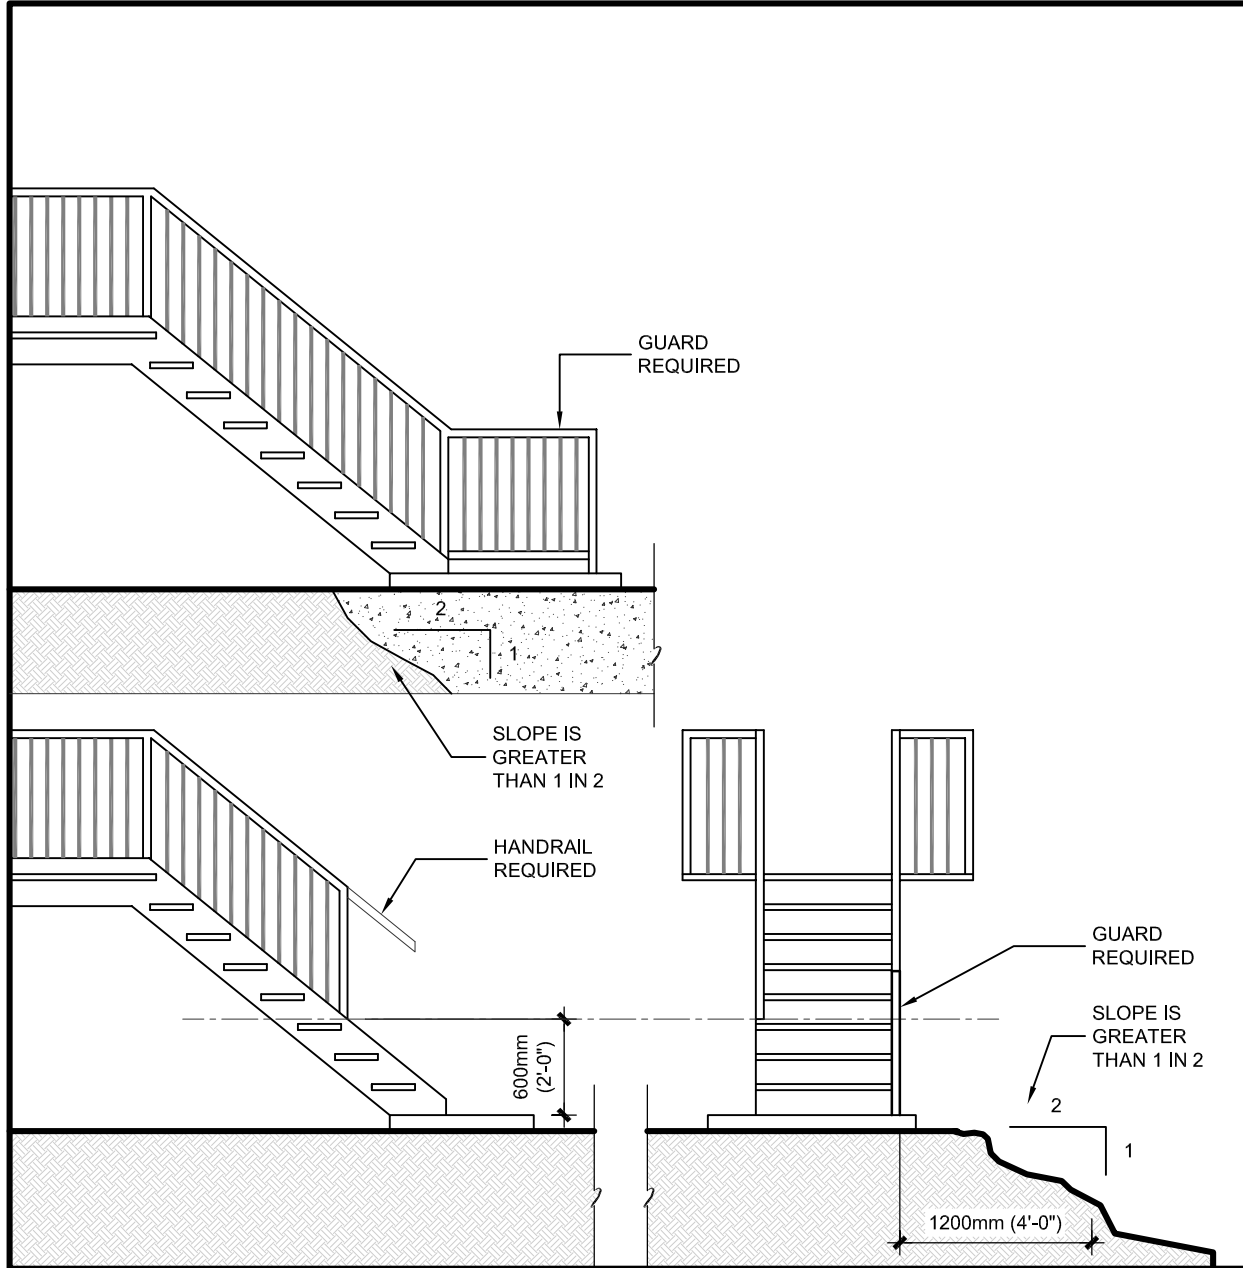 GUARD
REQUIRED
2
1
SLOPE IS
GREATER
THAN 1 IN 2
HANDRAIL
REQUIRED
GUARD
REQUIRED
SLOPE IS
GREATER
THAN 1 IN 2
600mm
(2'-0")
2
1
1200mm (4'-0")